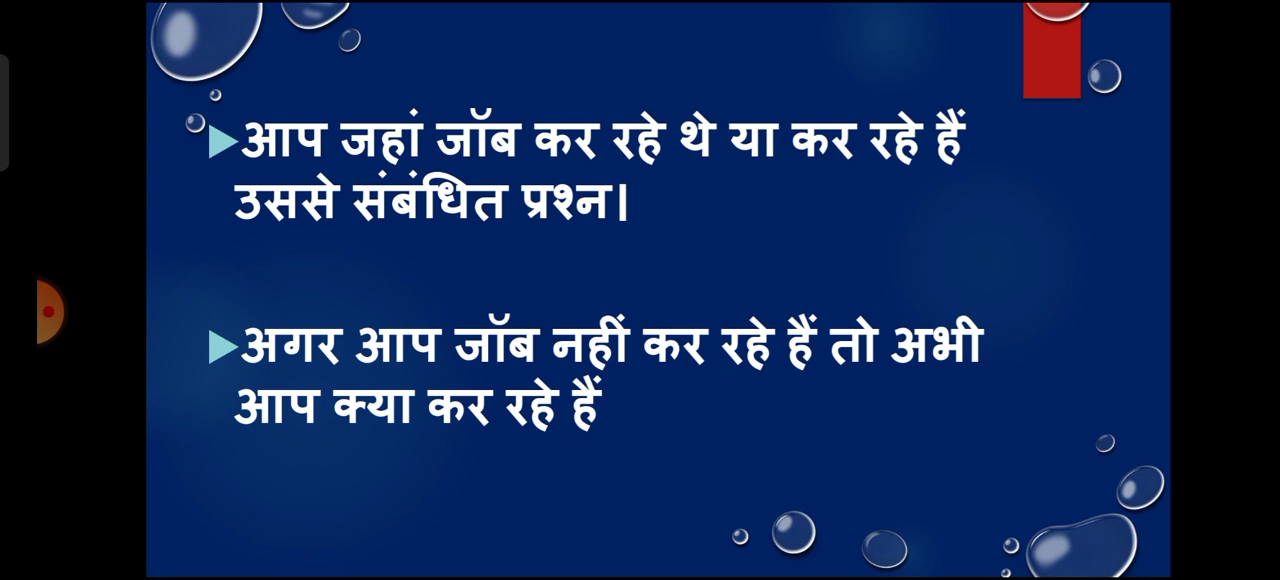 आप जहां जॉब कर रहे थे या कर रहे हैं
उससे संबंधित प्रश्न।
अगर आप जॉब नहीं कर रहे हैं तो अभी
आप क्या कर रहे हैं